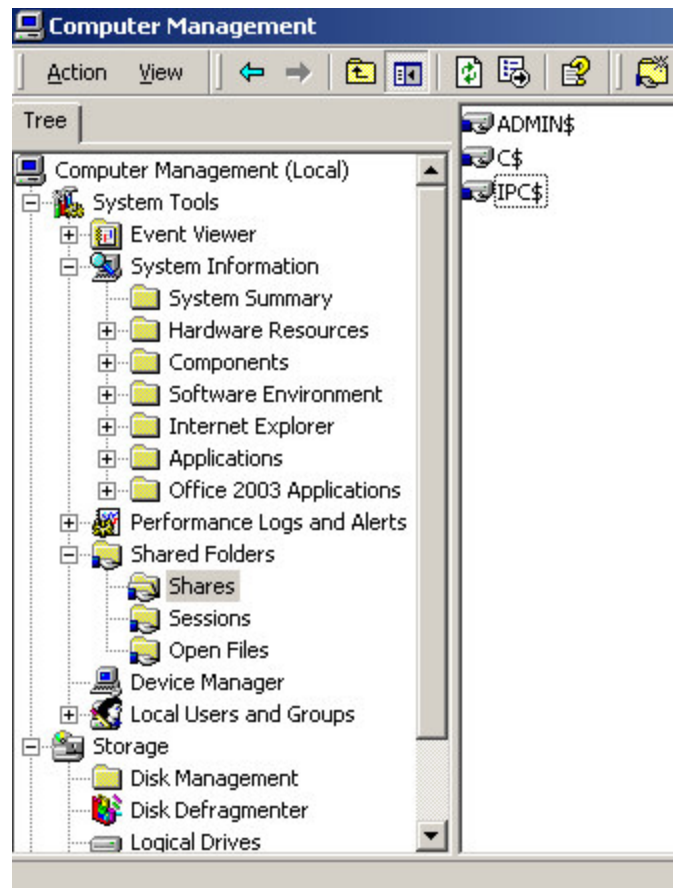 Computer Management
Action View
Tree
Computer Management (Local)
System Tools
Event Viewer
System Information
System Summary
Hardware Resources
Components
Software Environment
Internet Explorer
Applications
Office 2003 Applications
Performance Logs and Alerts
Shared Folders
Shares
Sessions
Open Files
Device Manager
Local Users and Groups
Storage
Disk Management
Disk Defragmenter
Logical Drives
ADMIN$
C$
IPC$